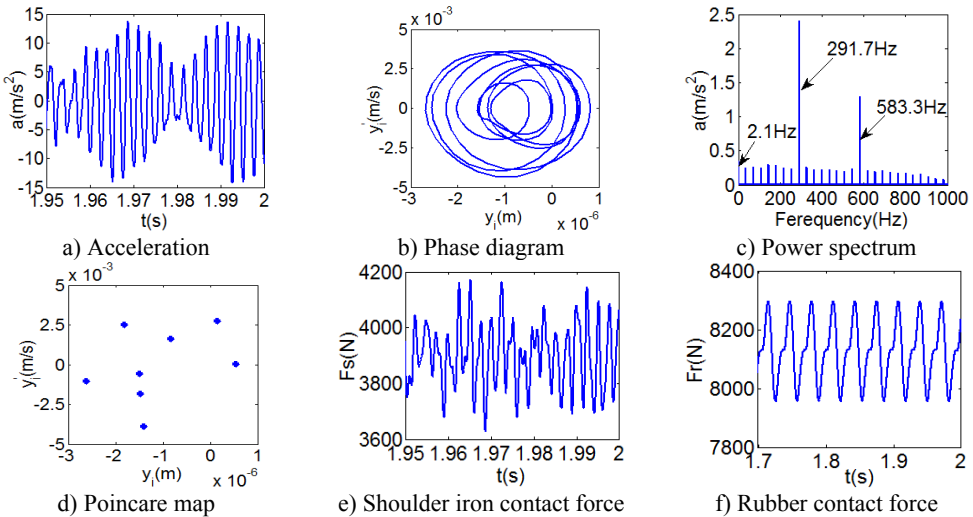 15
10
5
0
-5
-10
-15
1.95 1.96 1.97 1.98 1.99 2
a(m/s²)
t(s)
a) Acceleration
5 x 10⁻³
0
-5
-3 -2 -1 0 1
x 10⁻⁶
y'ᵢ(m/s)
yᵢ(m)
b) Phase diagram
3
2.5
2
1.5
1
0.5
0
0 200 400 600 800 1000
a(m/s²)
291.7Hz
583.3Hz
2.1Hz
Ferequency(Hz)
c) Power spectrum
5 x 10⁻³
2.5
0
-2.5
-5
-3 -2 -1 0 1
x 10⁻⁶
y'ᵢ(m/s)
yᵢ(m)
d) Poincare map
4200
4000
3800
3600
1.95 1.96 1.97 1.98 1.99 2
Fs(N)
t(s)
e) Shoulder iron contact force
8400
8200
8000
7800
1.7 1.8 1.9 2
Fr(N)
t(s)
f) Rubber contact force